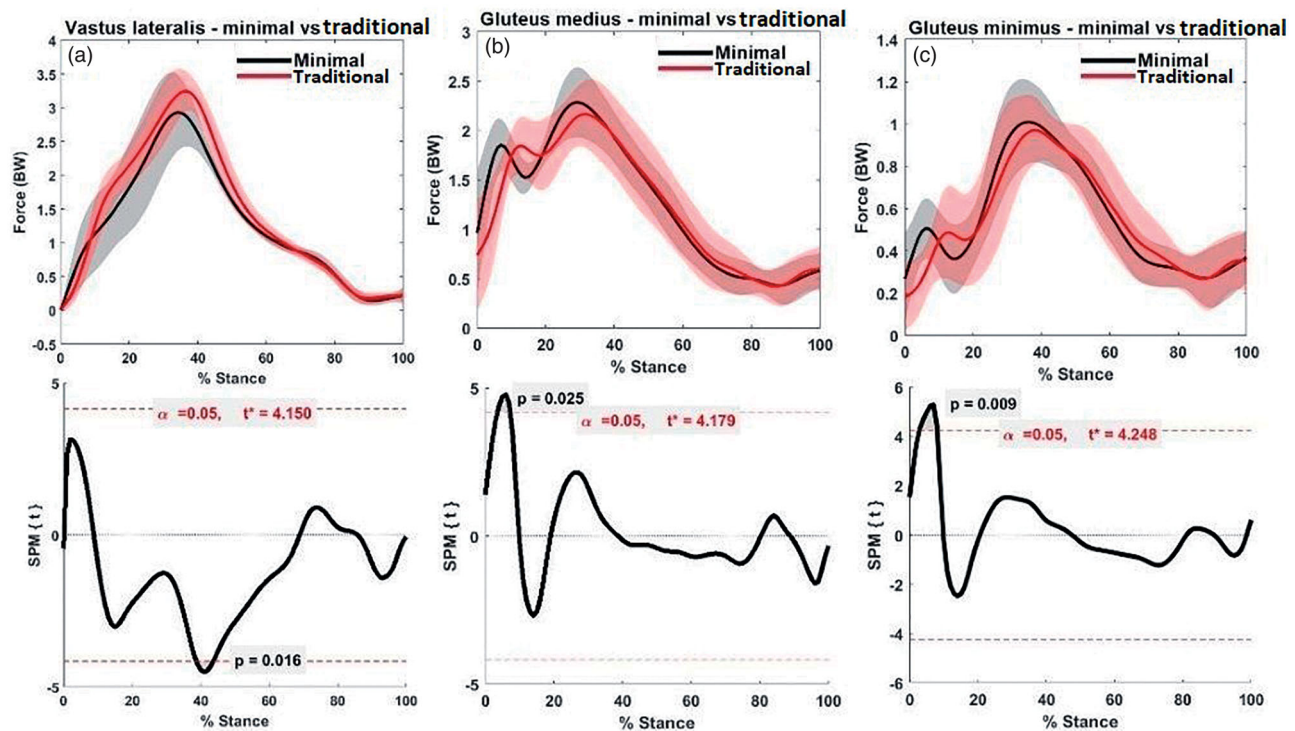 Vastus lateralis - minimal vs traditional
(a)
Minimal
Traditional
4
3.5
3
2.5
2
1.5
1
0.5
0
-0.5
Force (BW)
0 20 40 60 80 100
% Stance
Gluteus medius - minimal vs traditional
(b)
Minimal
Traditional
3
2.5
2
1.5
1
0.5
0
Force (BW)
0 20 40 60 80 100
% Stance
Gluteus minimus - minimal vs traditional
(c)
Minimal
Traditional
1.4
1.2
1
0.8
0.6
0.4
0.2
0
Force (BW)
0 20 40 60 80 100
% Stance
5
0
-5
SPM { t }
α =0.05, t* = 4.150
p = 0.016
0 20 40 60 80 100
% Stance
5
0
-5
SPM { t }
p = 0.025
α =0.05, t* = 4.179
0 20 40 60 80 100
% Stance
6
4
2
0
-2
-4
-6
SPM { t }
p = 0.009
α =0.05, t* = 4.248
0 20 40 60 80 100
% Stance